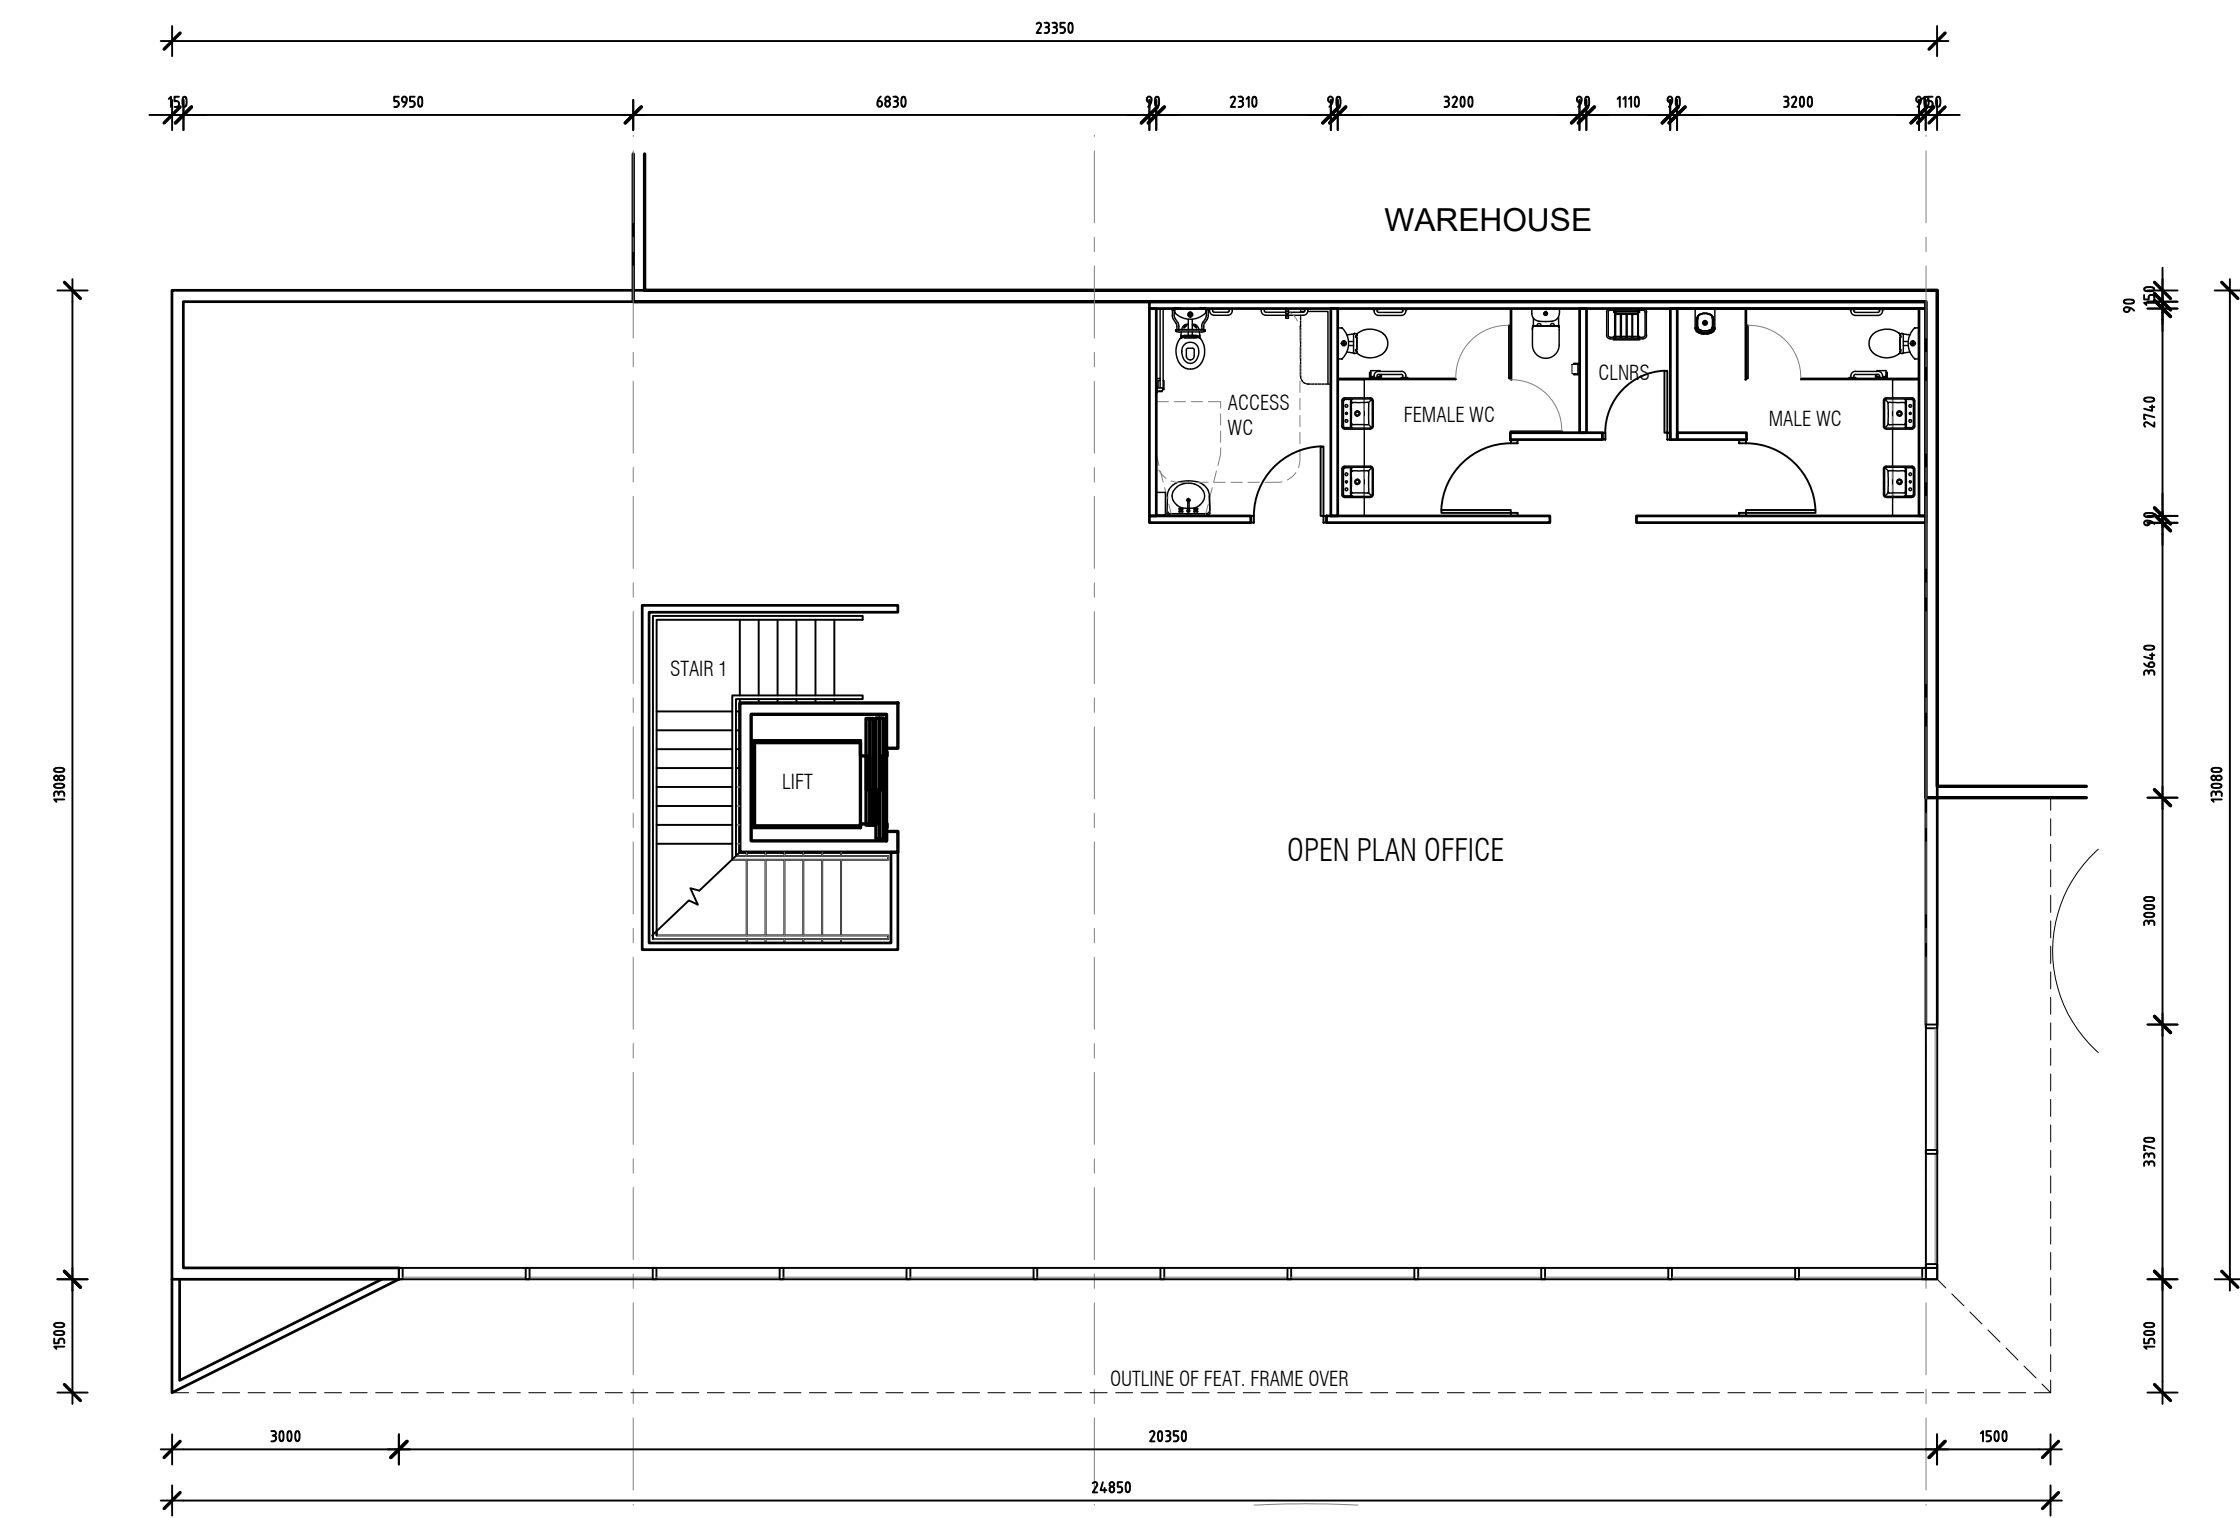 23350
150
5950
6830
90
2310
90
3200
90
1110
90
3200
90
150
WAREHOUSE
150
90
ACCESS
WC
FEMALE WC
CLNRS
MALE WC
2740
90
STAIR 1
3640
LIFT
13080
13080
OPEN PLAN OFFICE
3000
3370
1500
1500
OUTLINE OF FEAT. FRAME OVER
3000
20350
1500
24850